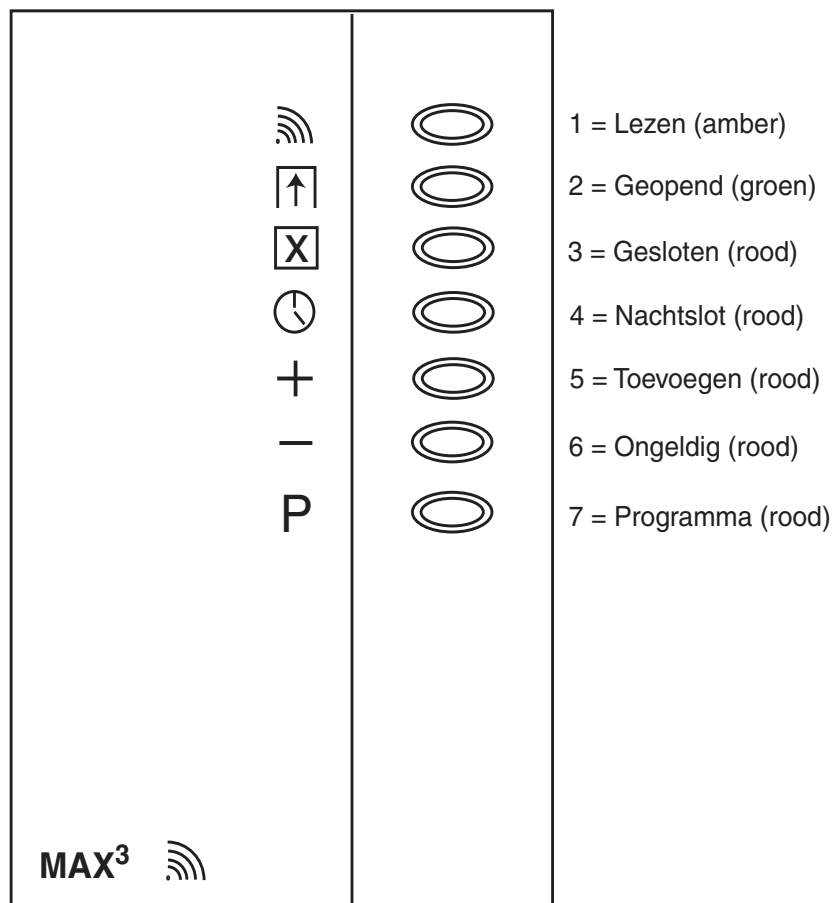 1 = Lezen (amber)
2 = Geopend (groen)
X 3 = Gesloten (rood)
4 = Nachtslot (rood)
+ 5 = Toevoegen (rood)
− 6 = Ongeldig (rood)
P 7 = Programma (rood)
MAX³